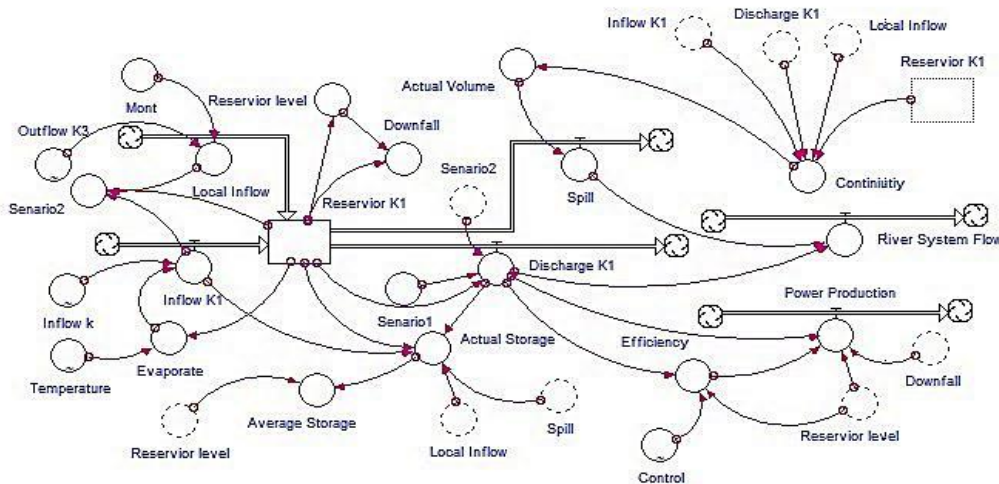 Inflow K1
Discharge K1
Local Inflow
Reservior K1
Actual Volume
Mont
Reservior level
Outflow K3
Downfall
Senario2
Local Inflow
Reservior K1
Senario2
Spill
Continiutiy
River System Flow
Inflow K1
Discharge K1
Inflow k
Senario1
Actual Storage
Efficiency
Power Production
Temperature
Evaporate
Downfall
Reservior level
Average Storage
Local Inflow
Spill
Reservior level
Control
~
~
~
~
~